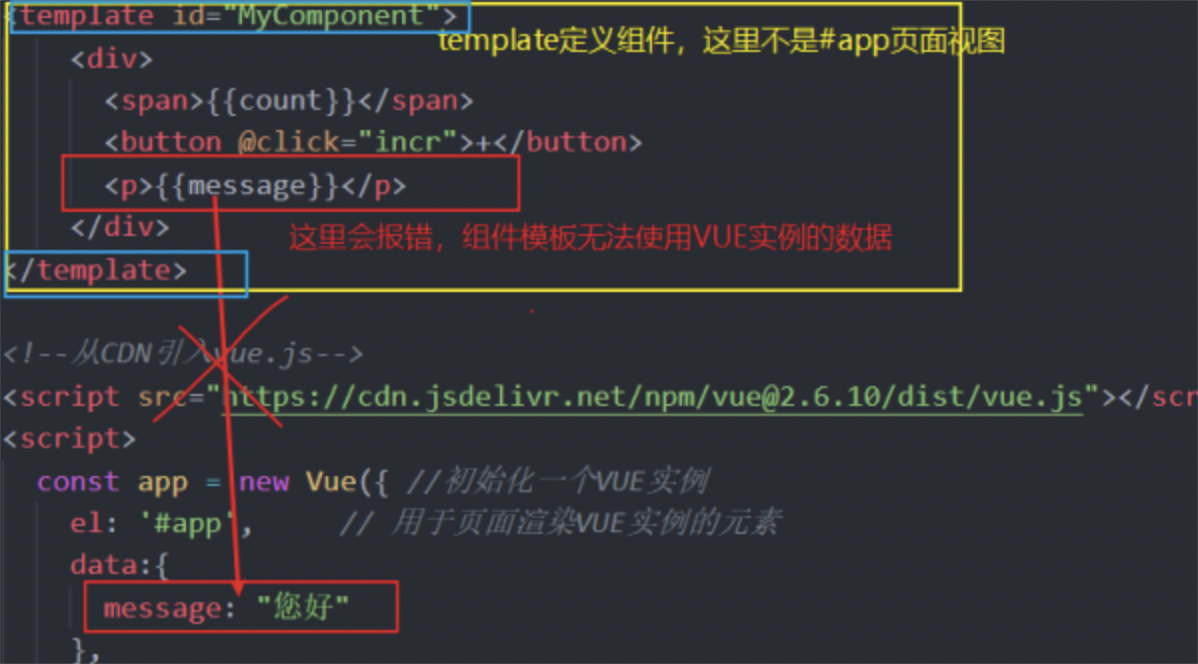 <template id="MyComponent">
template定义组件，这里不是#app页面视图
<div>
<span>{{count}}</span>
<button @click="incr">+</button>
<p>{{message}}</p>
</div>
这里会报错，组件模板无法使用VUE实例的数据
</template>
<!--从CDN引入vue.js-->
<script src="https://cdn.jsdelivr.net/npm/vue@2.6.10/dist/vue.js"></scr
<script>
const app = new Vue({ //初始化一个VUE实例
el: '#app', // 用于页面渲染VUE实例的元素
data:{
message: "您好"
},